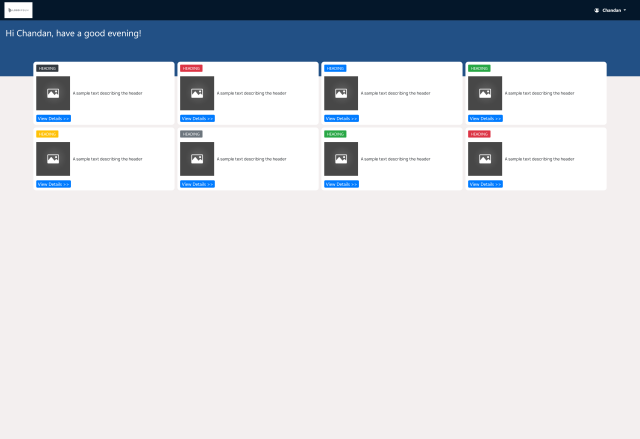 Chandan
Hi Chandan, have a good evening!
HEADING
A sample text describing the header
View Details >>
HEADING
A sample text describing the header
View Details >>
HEADING
A sample text describing the header
View Details >>
HEADING
A sample text describing the header
View Details >>
HEADING
A sample text describing the header
View Details >>
HEADING
A sample text describing the header
View Details >>
HEADING
A sample text describing the header
View Details >>
HEADING
A sample text describing the header
View Details >>